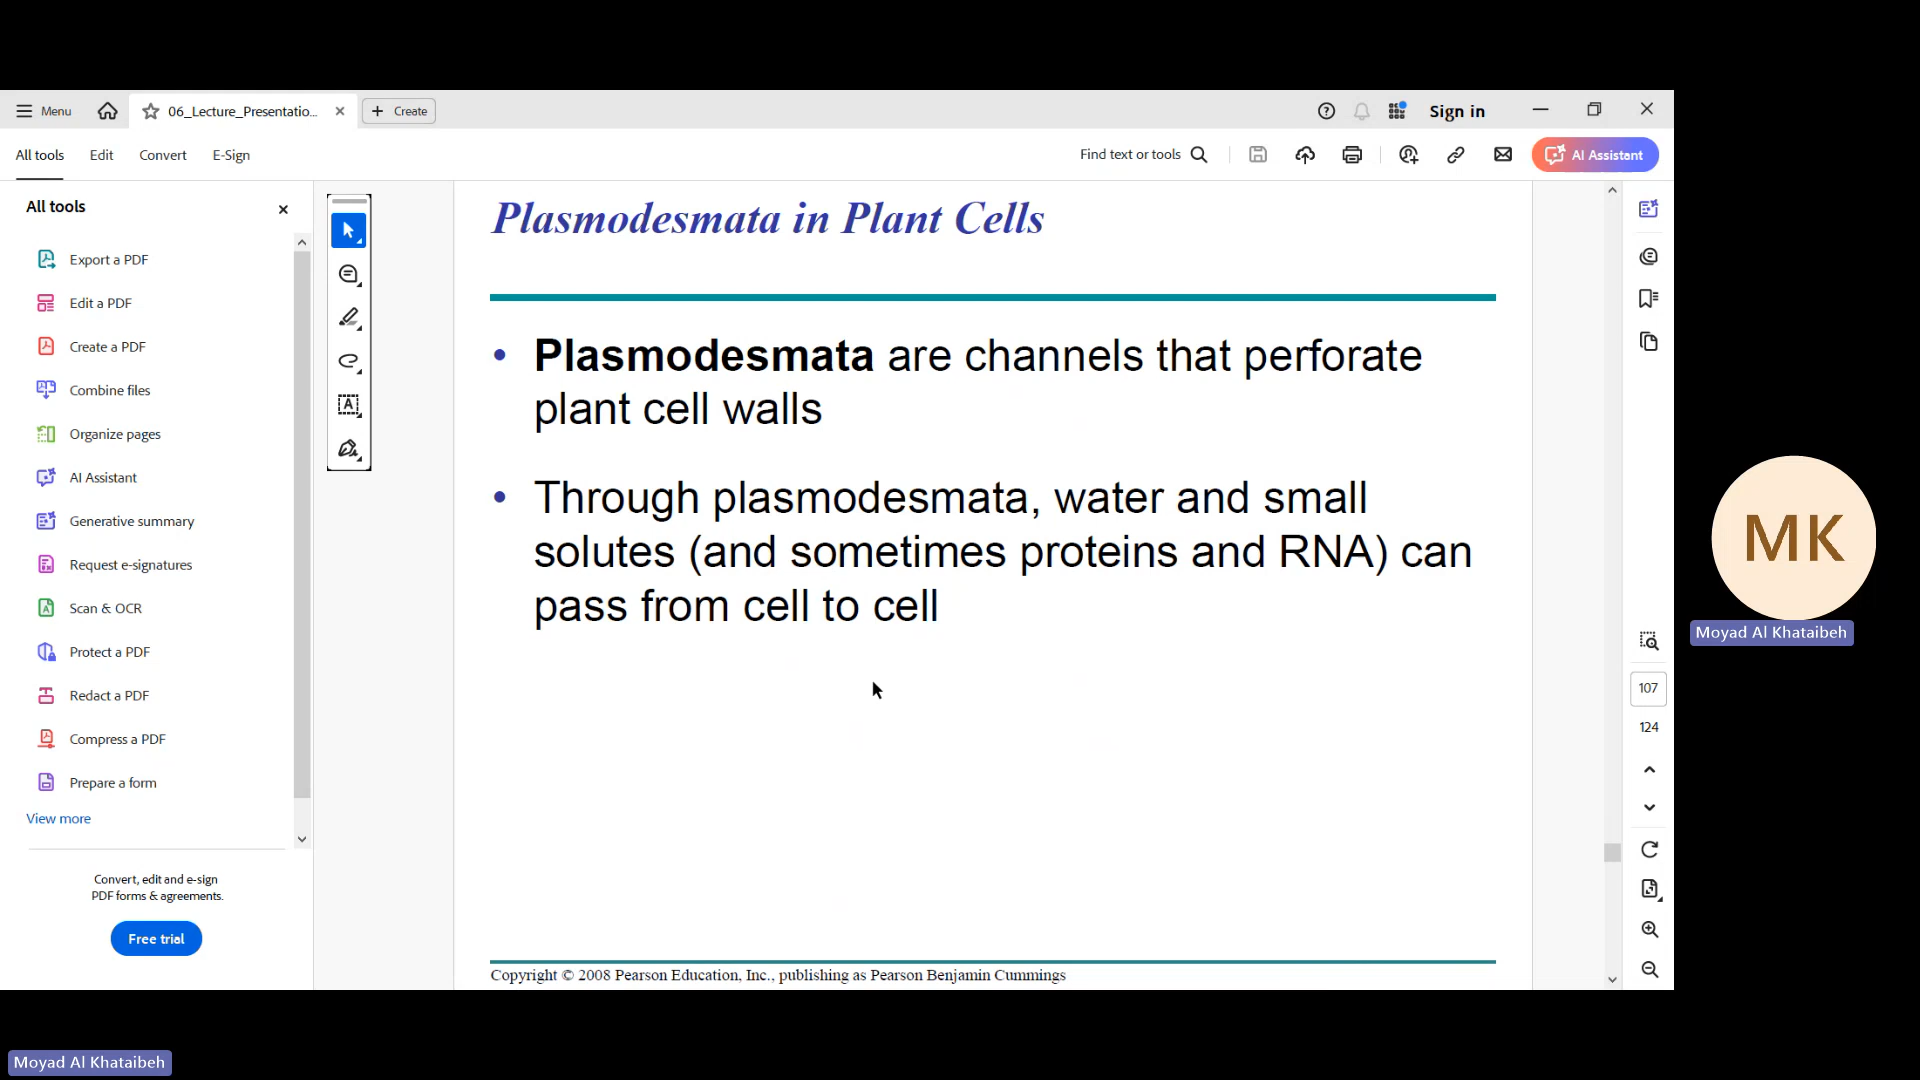 Menu
06_Lecture_Presentatio...
Create
Sign in
All tools
Edit
Convert
E-Sign
Find text or tools
AI Assistant
All tools
Export a PDF
Edit a PDF
Create a PDF
Combine files
Organize pages
AI Assistant
Generative summary
Request e-signatures
Scan & OCR
Protect a PDF
Redact a PDF
Compress a PDF
Prepare a form
View more
Convert, edit and e-sign
PDF forms & agreements.
Free trial
Plasmodesmata in Plant Cells
• Plasmodesmata are channels that perforate
plant cell walls
• Through plasmodesmata, water and small
solutes (and sometimes proteins and RNA) can
pass from cell to cell
Copyright © 2008 Pearson Education, Inc., publishing as Pearson Benjamin Cummings
107
124
MK
Moyad Al Khataibeh
Moyad Al Khataibeh